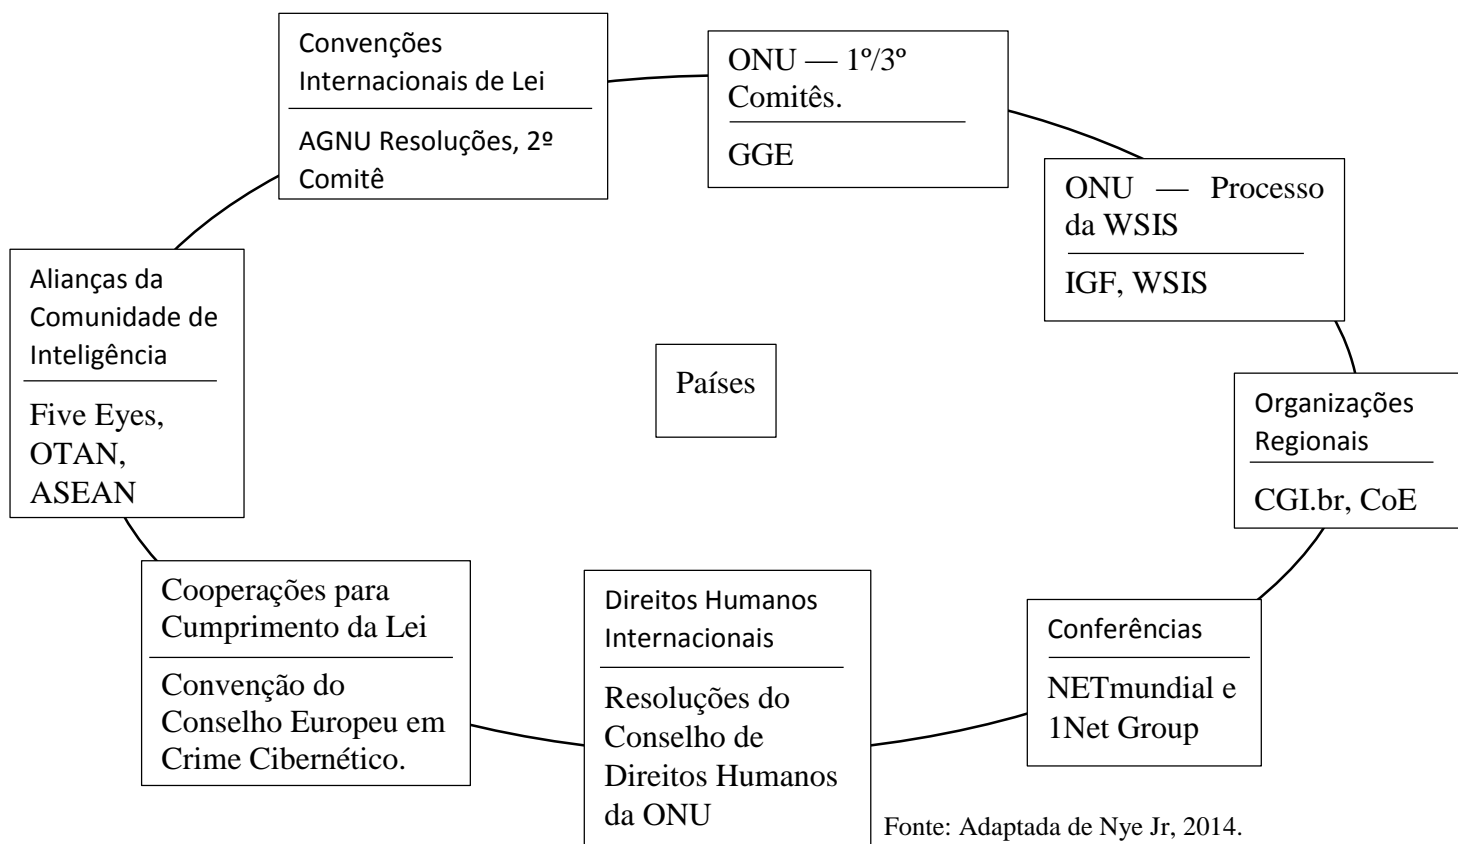 Convenções
Internacionais de Lei
AGNU Resoluções, 2º
Comitê
ONU — 1º/3º
Comitês.
GGE
ONU — Processo
da WSIS
IGF, WSIS
Alianças da
Comunidade de
Inteligência
Five Eyes,
OTAN,
ASEAN
Países
Organizações
Regionais
CGI.br, CoE
Cooperações para
Cumprimento da Lei
Convenção do
Conselho Europeu em
Crime Cibernético.
Direitos Humanos
Internacionais
Resoluções do
Conselho de
Direitos Humanos
da ONU
Conferências
NETmundial e
1Net Group
Fonte: Adaptada de Nye Jr, 2014.